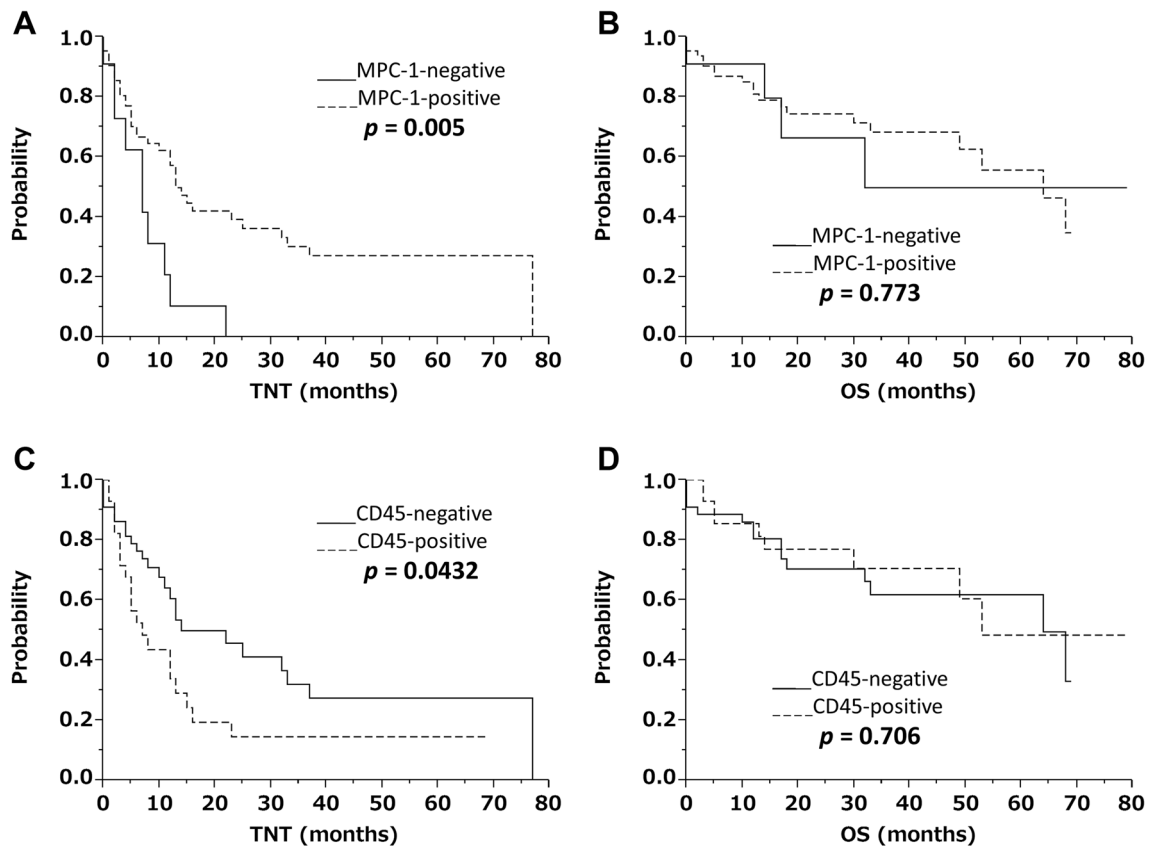 A
1.0
0.8
0.6
0.4
0.2
0.0
Probability
MPC-1-negative
MPC-1-positive
p = 0.005
0 10 20 30 40 50 60 70 80
TNT (months)
B
1.0
0.8
0.6
0.4
0.2
0.0
Probability
MPC-1-negative
MPC-1-positive
p = 0.773
0 10 20 30 40 50 60 70 80
OS (months)
C
1.0
0.8
0.6
0.4
0.2
0.0
Probability
CD45-negative
CD45-positive
p = 0.0432
0 10 20 30 40 50 60 70 80
TNT (months)
D
1.0
0.8
0.6
0.4
0.2
0.0
Probability
CD45-negative
CD45-positive
p = 0.706
0 10 20 30 40 50 60 70 80
OS (months)